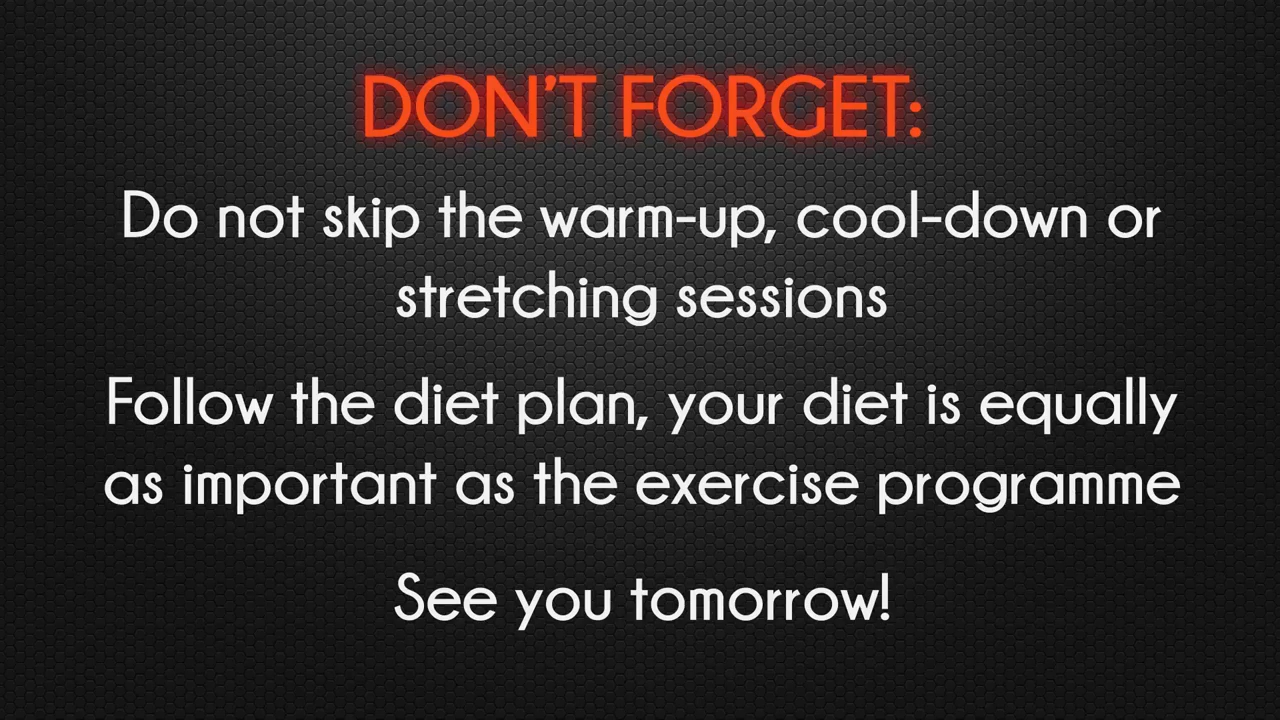 DON'T FORGET:
Do not skip the warm-up, cool-down or
stretching sessions
Follow the diet plan, your diet is equally
as important as the exercise programme
See you tomorrow!